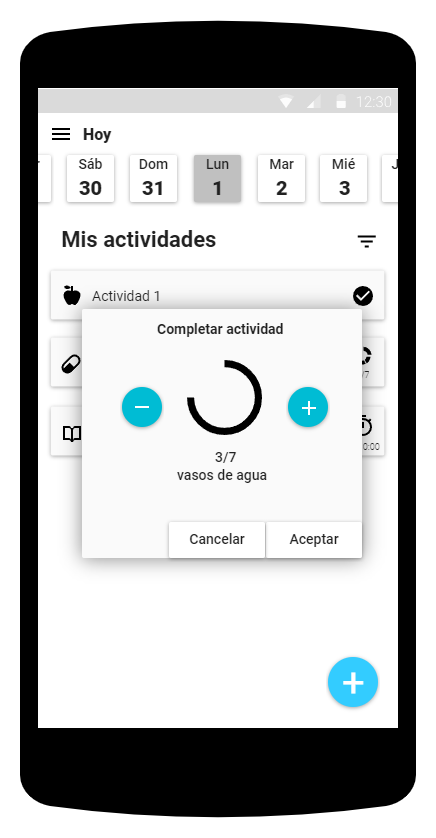 12:30
Hoy
Sáb Dom Lun Mar Mié
30 31 1 2 3
Mis actividades
Actividad 1
Completar actividad
/7
3/7
vasos de agua
0:00
Cancelar Aceptar